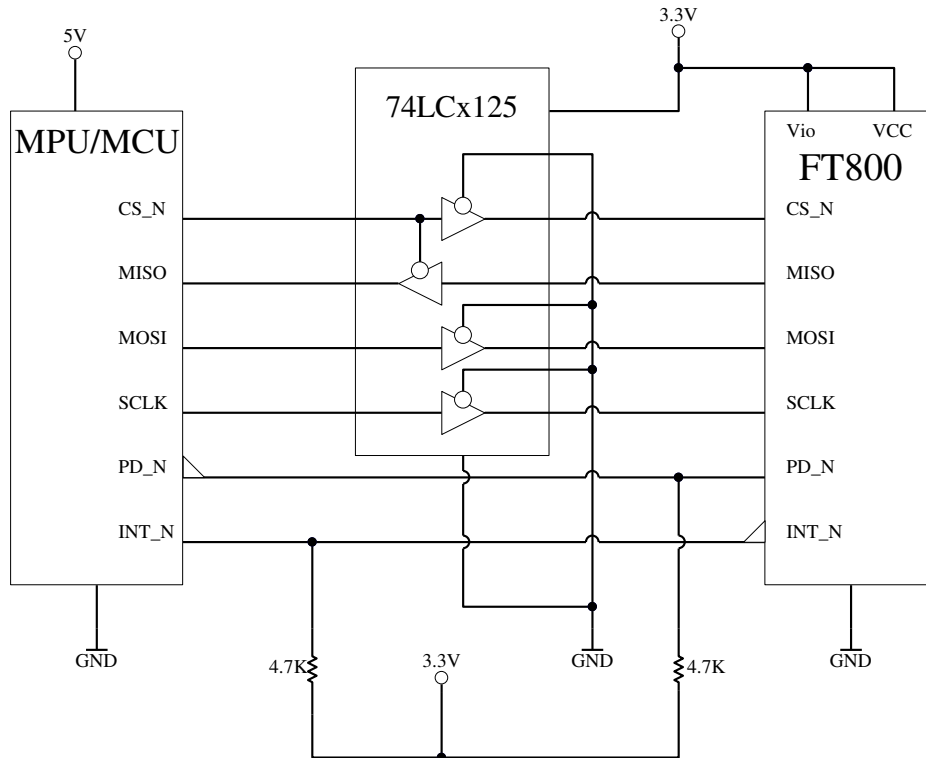 3.3V
5V
74LCx125
MPU/MCU
Vio
VCC
FT800
CS_N
CS_N
MISO
MISO
MOSI
MOSI
SCLK
SCLK
PD_N
PD_N
INT_N
INT_N
GND
4.7K
3.3V
GND
4.7K
GND